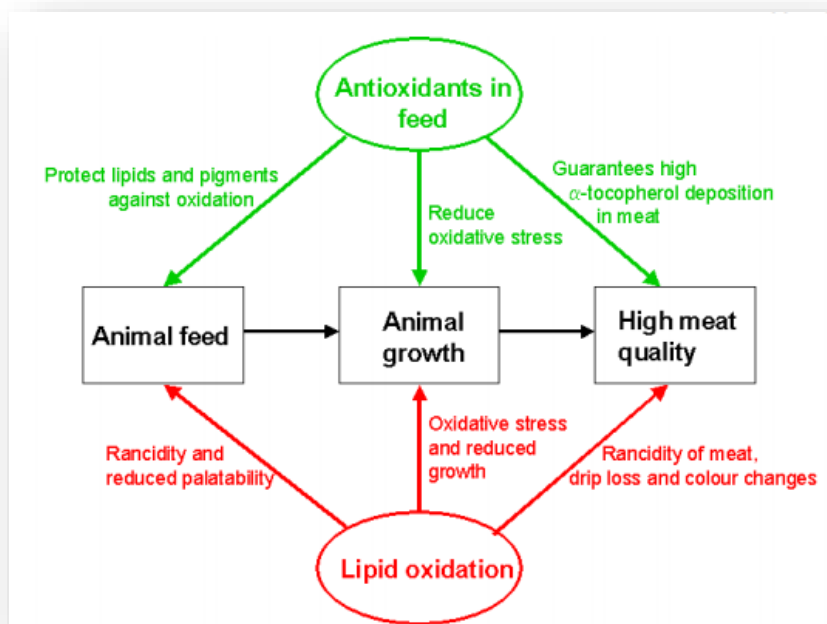 Antioxidants in
feed
Protect lipids and pigments
against oxidation
Reduce
oxidative stress
Guarantees high
α-tocopherol deposition
in meat
Animal feed
Animal
growth
High meat
quality
Rancidity and
reduced palatability
Oxidative stress
and reduced
growth
Rancidity of meat,
drip loss and colour changes
Lipid oxidation